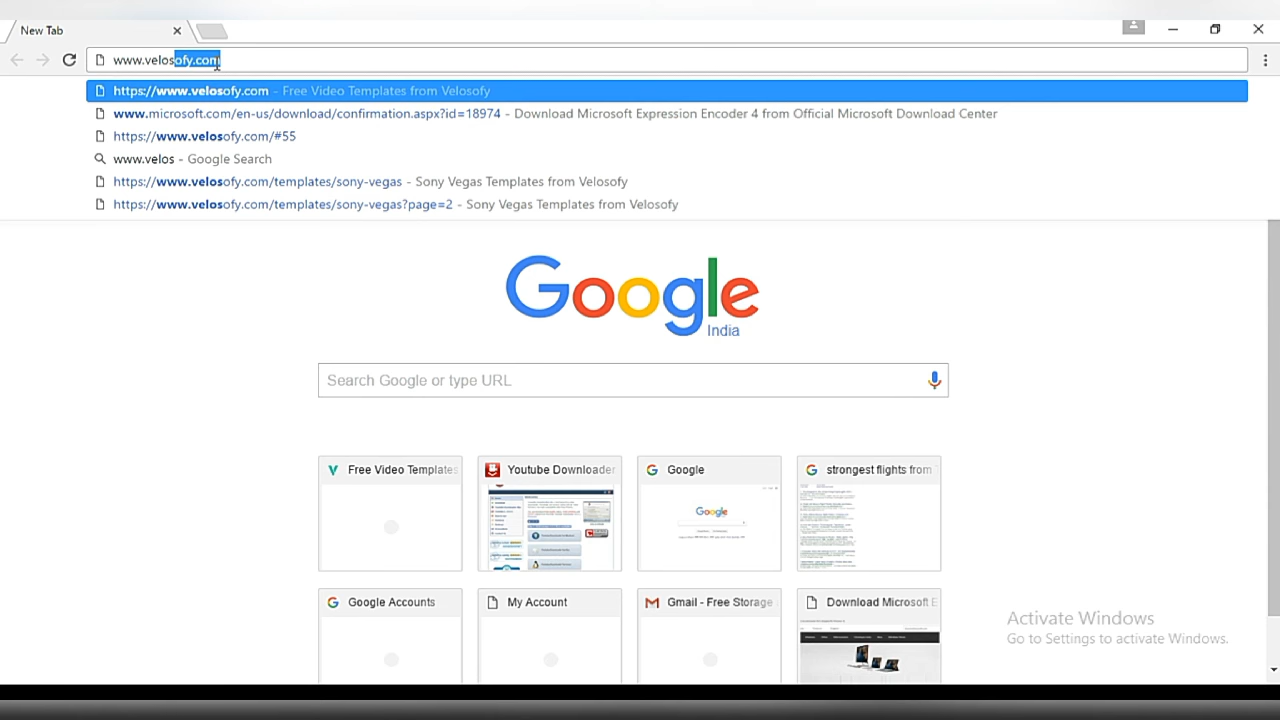 New Tab
www.velosofy.com
https://www.velosofy.com - Free Video Templates from Velosofy
www.microsoft.com/en-us/download/confirmation.aspx?id=18974 - Download Microsoft Expression Encoder 4 from Official Microsoft Download Center
https://www.velosofy.com/#55
www.velos - Google Search
https://www.velosofy.com/templates/sony-vegas - Sony Vegas Templates from Velosofy
https://www.velosofy.com/templates/sony-vegas?page=2 - Sony Vegas Templates from Velosofy
Google
India
Search Google or type URL
Free Video Templates
Youtube Downloader
Google
strongest flights from
Google
Google Accounts
My Account
Gmail - Free Storage
Download Microsoft E
Activate Windows
Go to Settings to activate Windows.